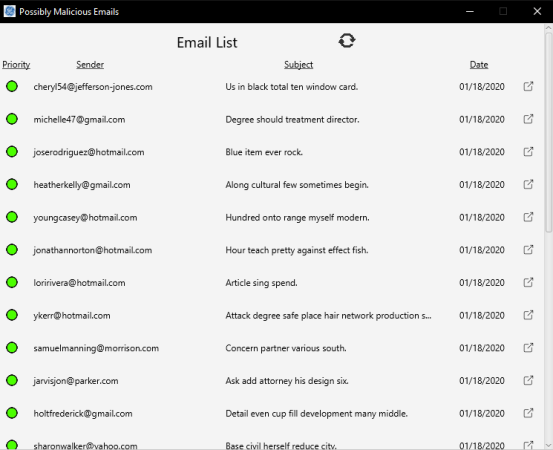 Possibly Malicious Emails
Email List
Priority Sender Subject Date
cheryl54@jefferson-jones.com Us in black total ten window card. 01/18/2020
michelle47@gmail.com Degree should treatment director. 01/18/2020
joserodriguez@hotmail.com Blue item ever rock. 01/18/2020
heatherkelly@gmail.com Along cultural few sometimes begin. 01/18/2020
youngcasey@hotmail.com Hundred onto range myself modern. 01/18/2020
jonathannorton@hotmail.com Hour teach pretty against effect fish. 01/18/2020
loririvera@hotmail.com Article sing spend. 01/18/2020
ykerr@hotmail.com Attack degree safe place hair network production s... 01/18/2020
samuelmanning@morrison.com Concern partner various south. 01/18/2020
jarvisjon@parker.com Ask add attorney his design six. 01/18/2020
holtfrederick@gmail.com Detail even cup fill development many middle. 01/18/2020
sharonwalker@yahoo.com Base civil herself reduce city. 01/18/2020